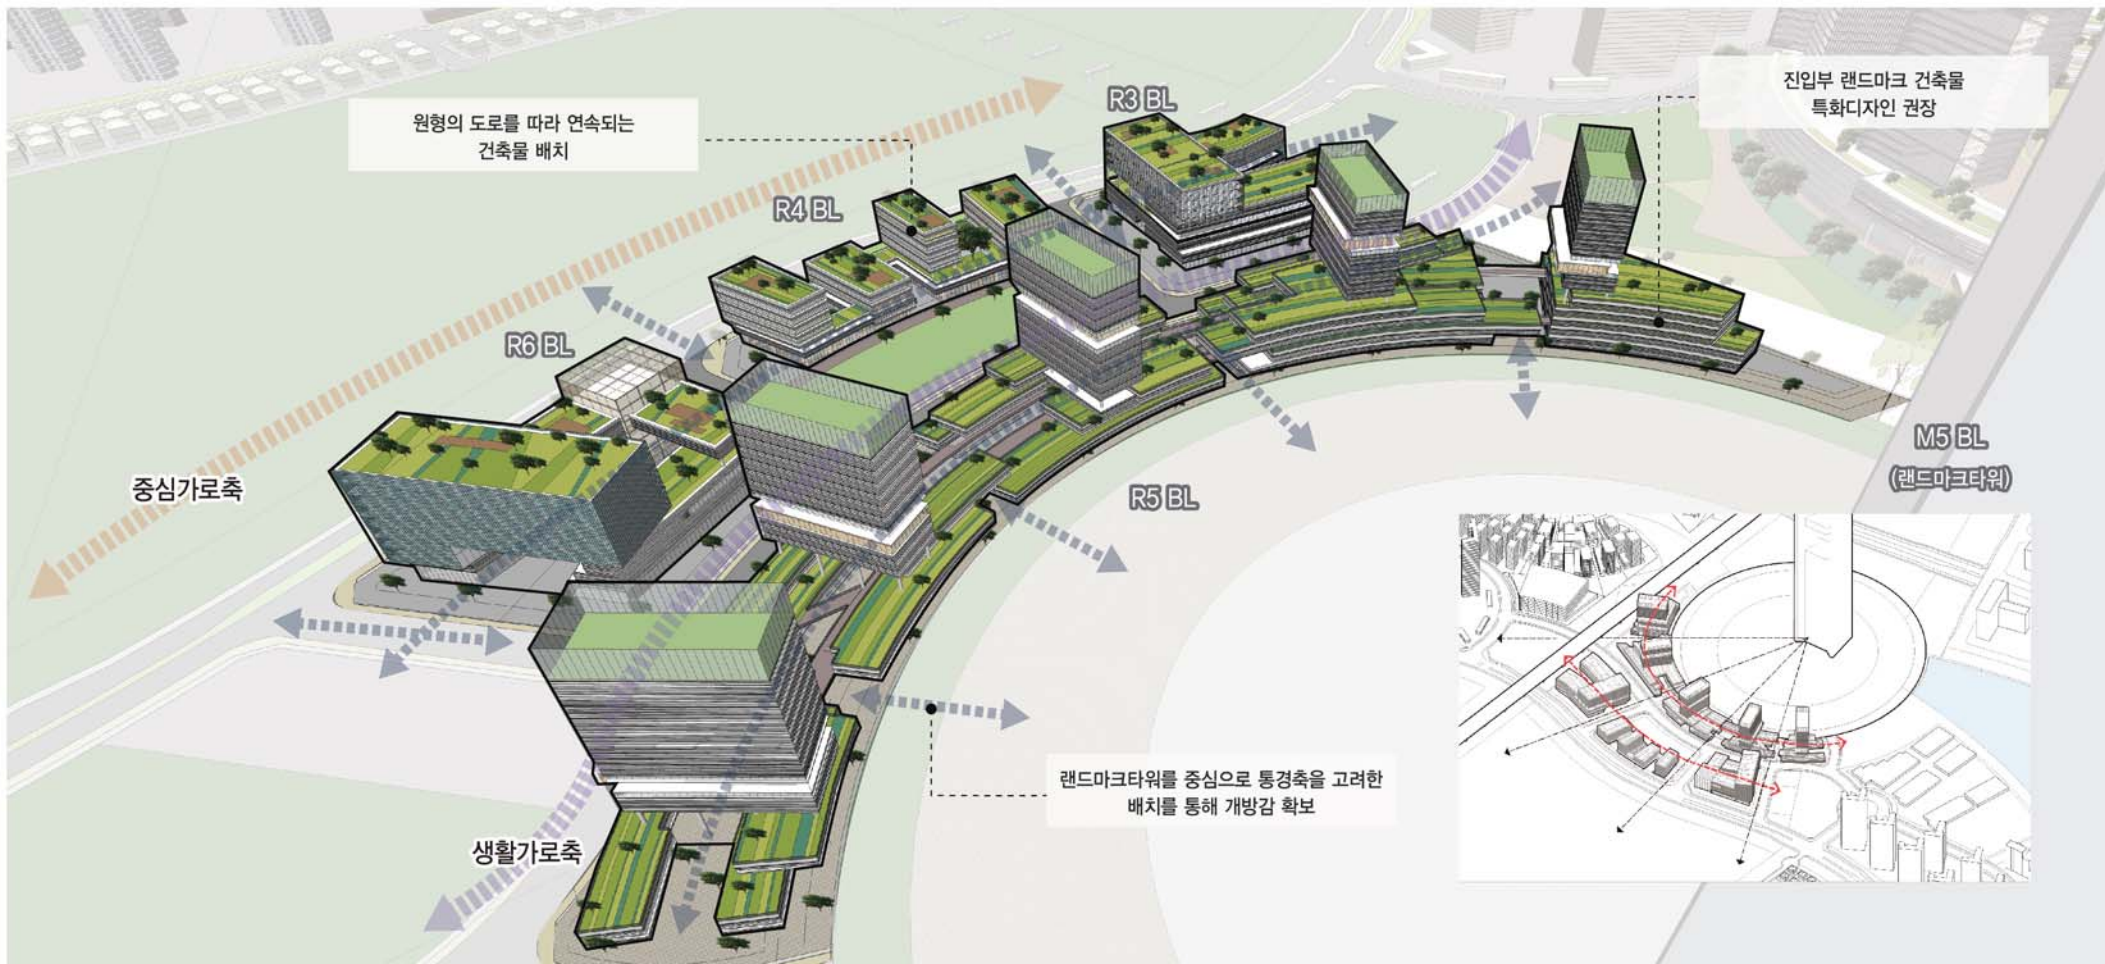 진입부 랜드마크 건축물
특화디자인 권장
원형의 도로를 따라 연속되는
건축물 배치
R3 BL
R4 BL
R6 BL
중심가로축
M5 BL
(랜드마크타워)
R5 BL
랜드마크타워를 중심으로 통경축을 고려한
배치를 통해 개방감 확보
생활가로축